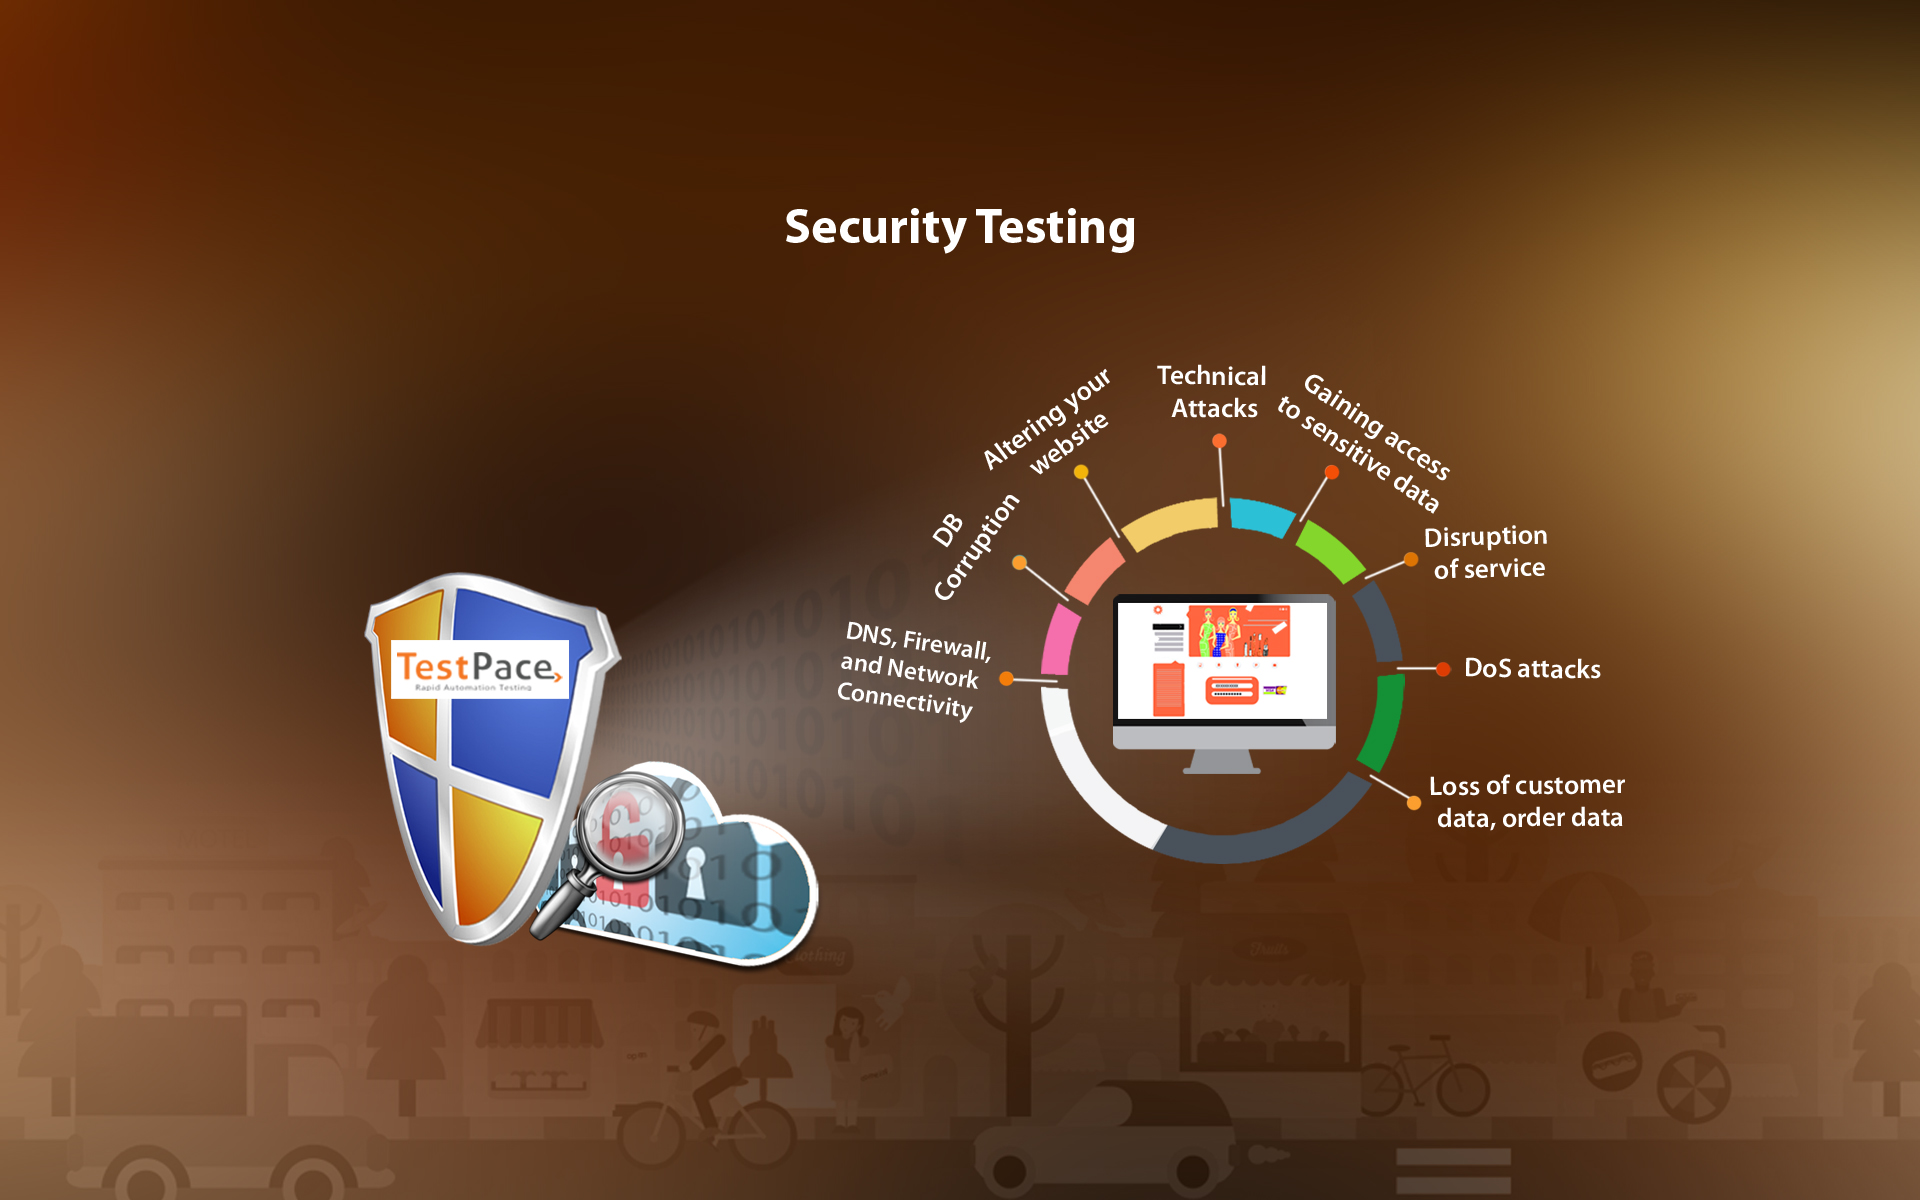 Security Testing
Technical
Attacks
Altering your
website
Gaining access
to sensitive data
DB
Corruption
Disruption
of service
DNS, Firewall,
and Network
Connectivity
DoS attacks
Loss of customer
data, order data
TestPace
Rapid Automation Testing
Fruits